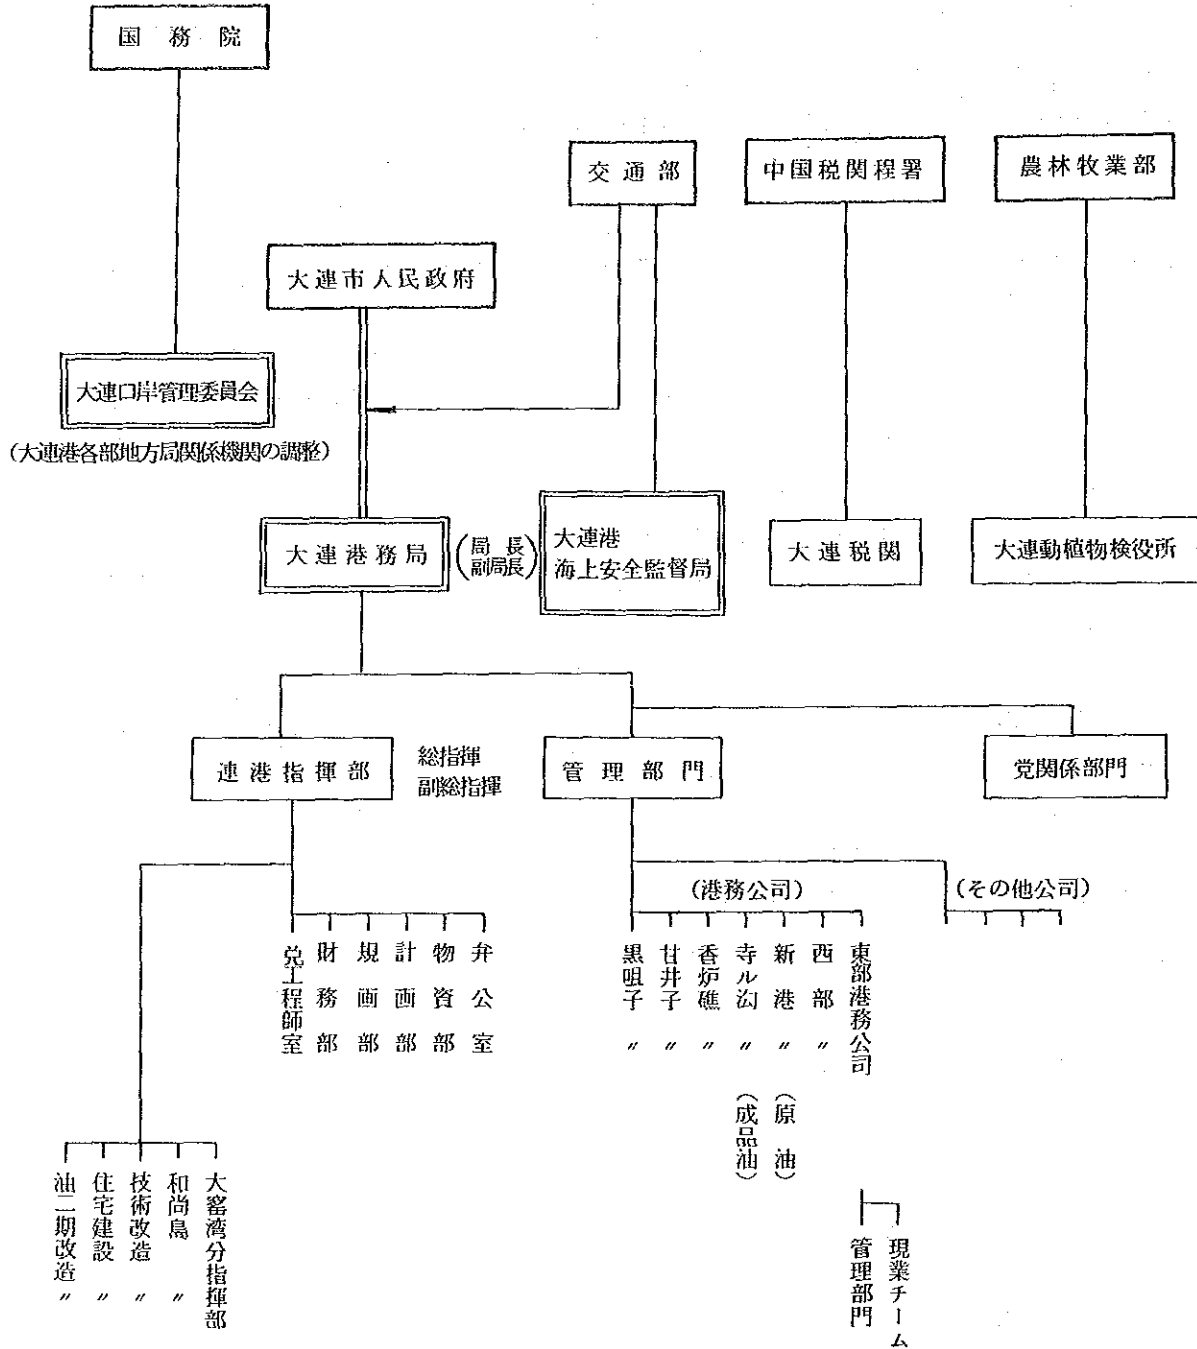 国務院
交通部
中国税関程署
農林牧業部
大連市人民政府
大連口岸管理委員会
(大連港各部地方局関係機関の調整)
大連港務局
(局長
副局長)
大連港
海上安全監督局
大連税関
大連動植物検役所
連港指揮部
総指揮
副総指揮
管理部門
党関係部門
(港務公司)
(その他公司)
弁公室
物資部
計画部
規画部
財務部
兑工程師室
東部港務公司
西部〃
新港〃(原油)
寺ル沟〃(成品油)
香炉礁〃
甘井子〃
黒咀子〃
大窑湾分指揮部
和尚島〃
技術改造〃
住宅建設〃
油二期改造〃
現業チーム
管理部門